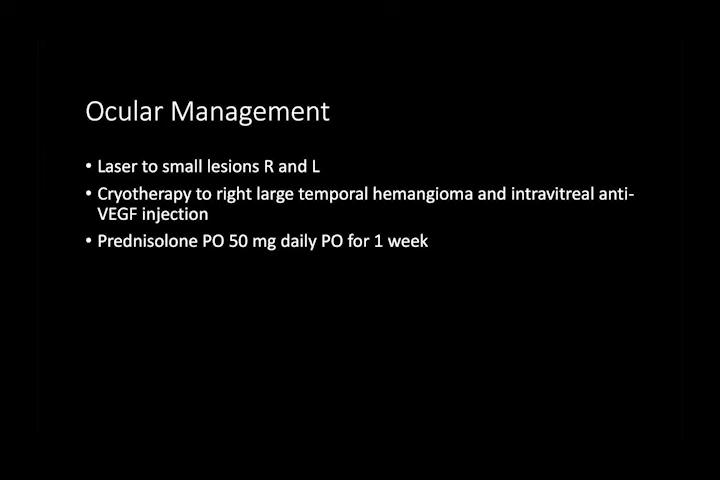 Ocular Management
• Laser to small lesions R and L
• Cryotherapy to right large temporal hemangioma and intravitreal anti-
VEGF injection
• Prednisolone PO 50 mg daily PO for 1 week